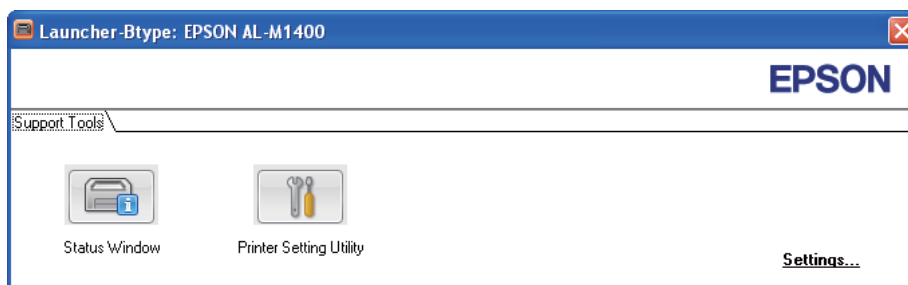 Launcher-Btype: EPSON AL-M1400
EPSON
Support Tools
Status Window
Printer Setting Utility
Settings...